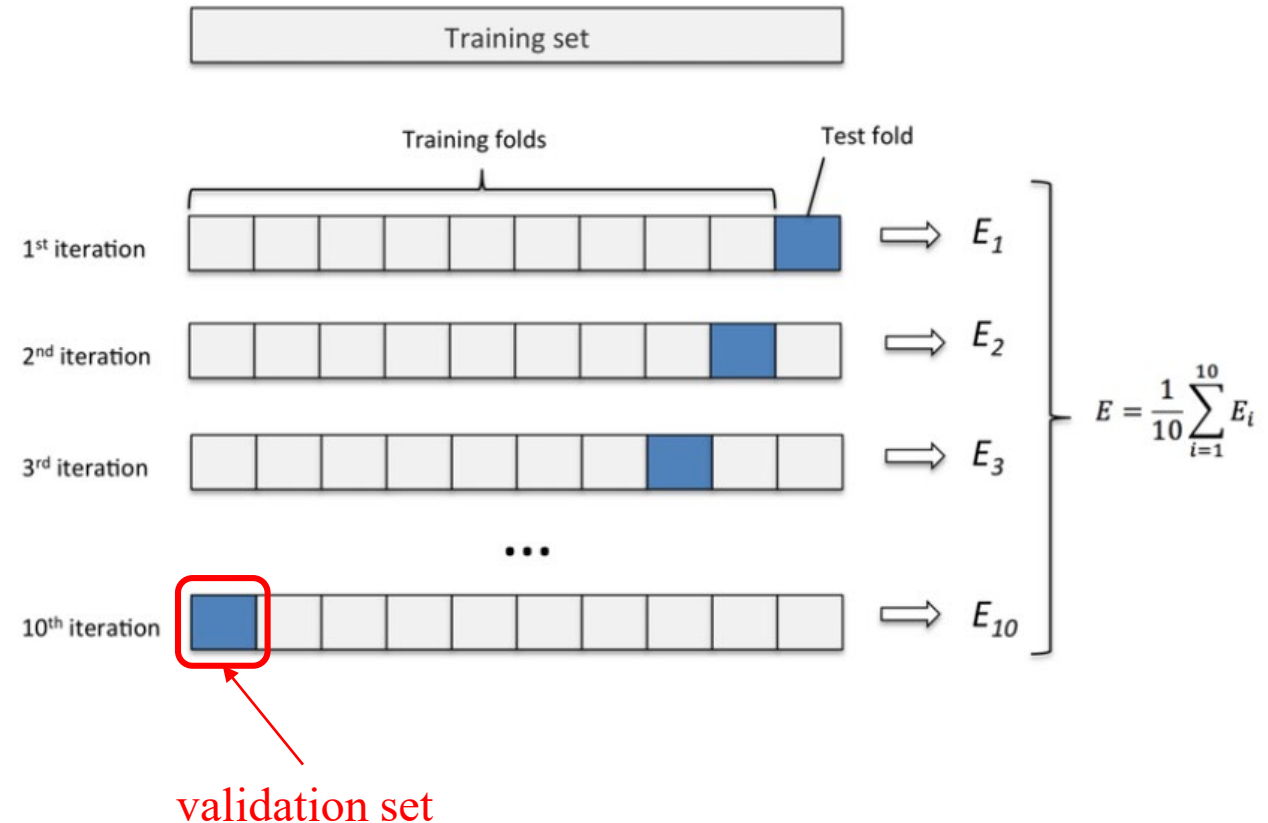 Training set
Training folds
Test fold
1st iteration
E1
2nd iteration
E2
E = 1/10 ∑_{i=1}^{10} Ei
3rd iteration
E3
...
10th iteration
E10
validation set